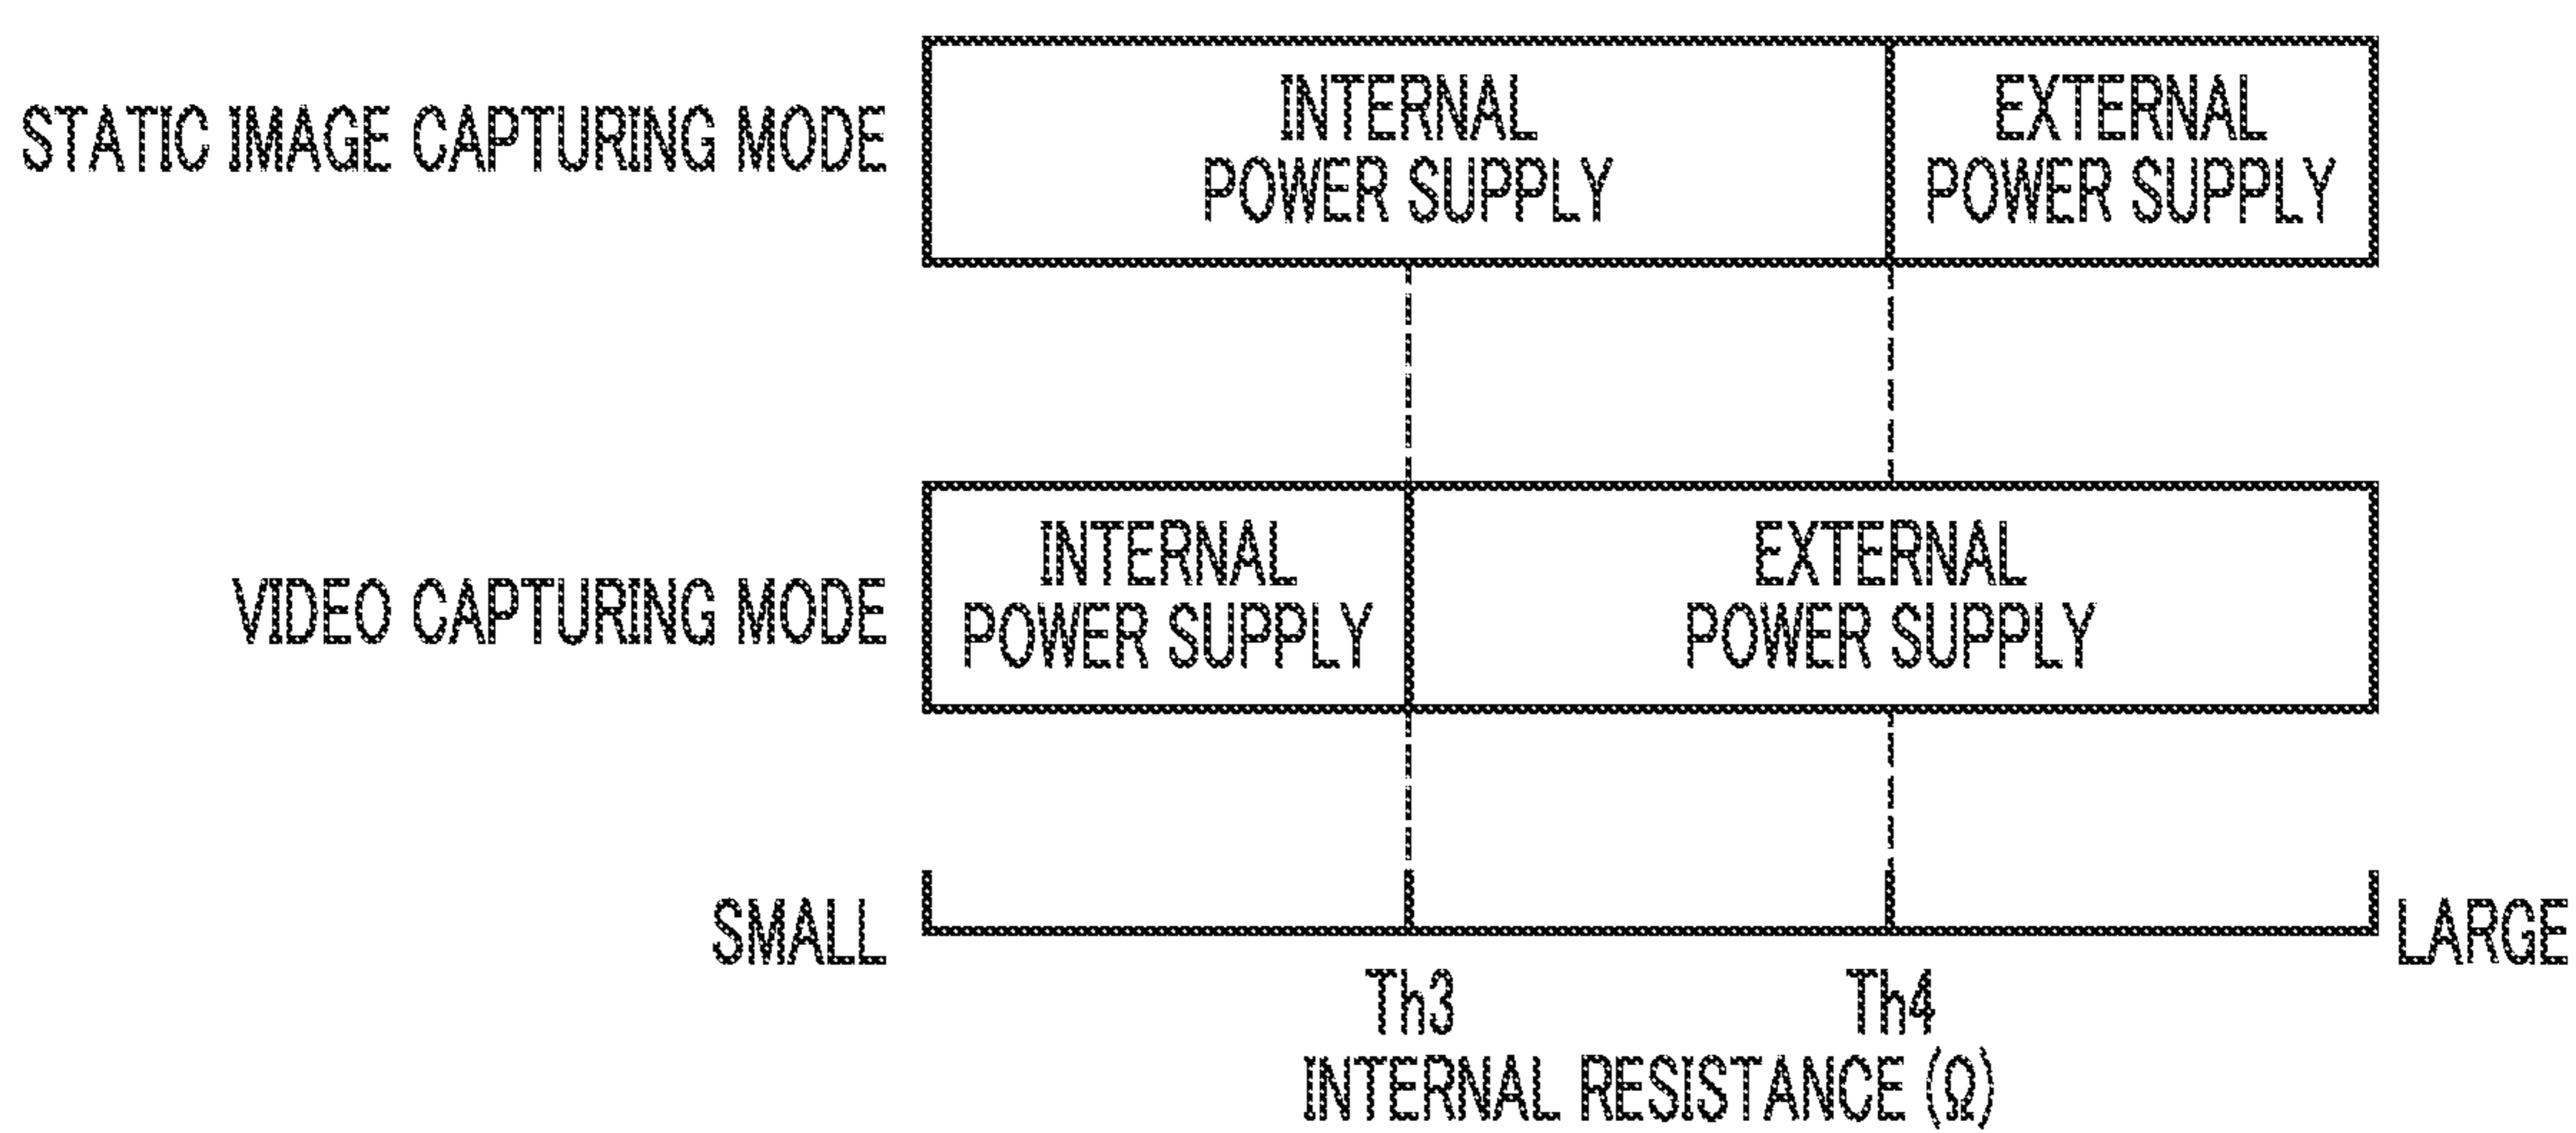 STATIC IMAGE CAPTURING MODE
INTERNAL
POWER SUPPLY
EXTERNAL
POWER SUPPLY
VIDEO CAPTURING MODE
INTERNAL
POWER SUPPLY
EXTERNAL
POWER SUPPLY
SMALL
LARGE
Th3
Th4
INTERNAL RESISTANCE (Ω)